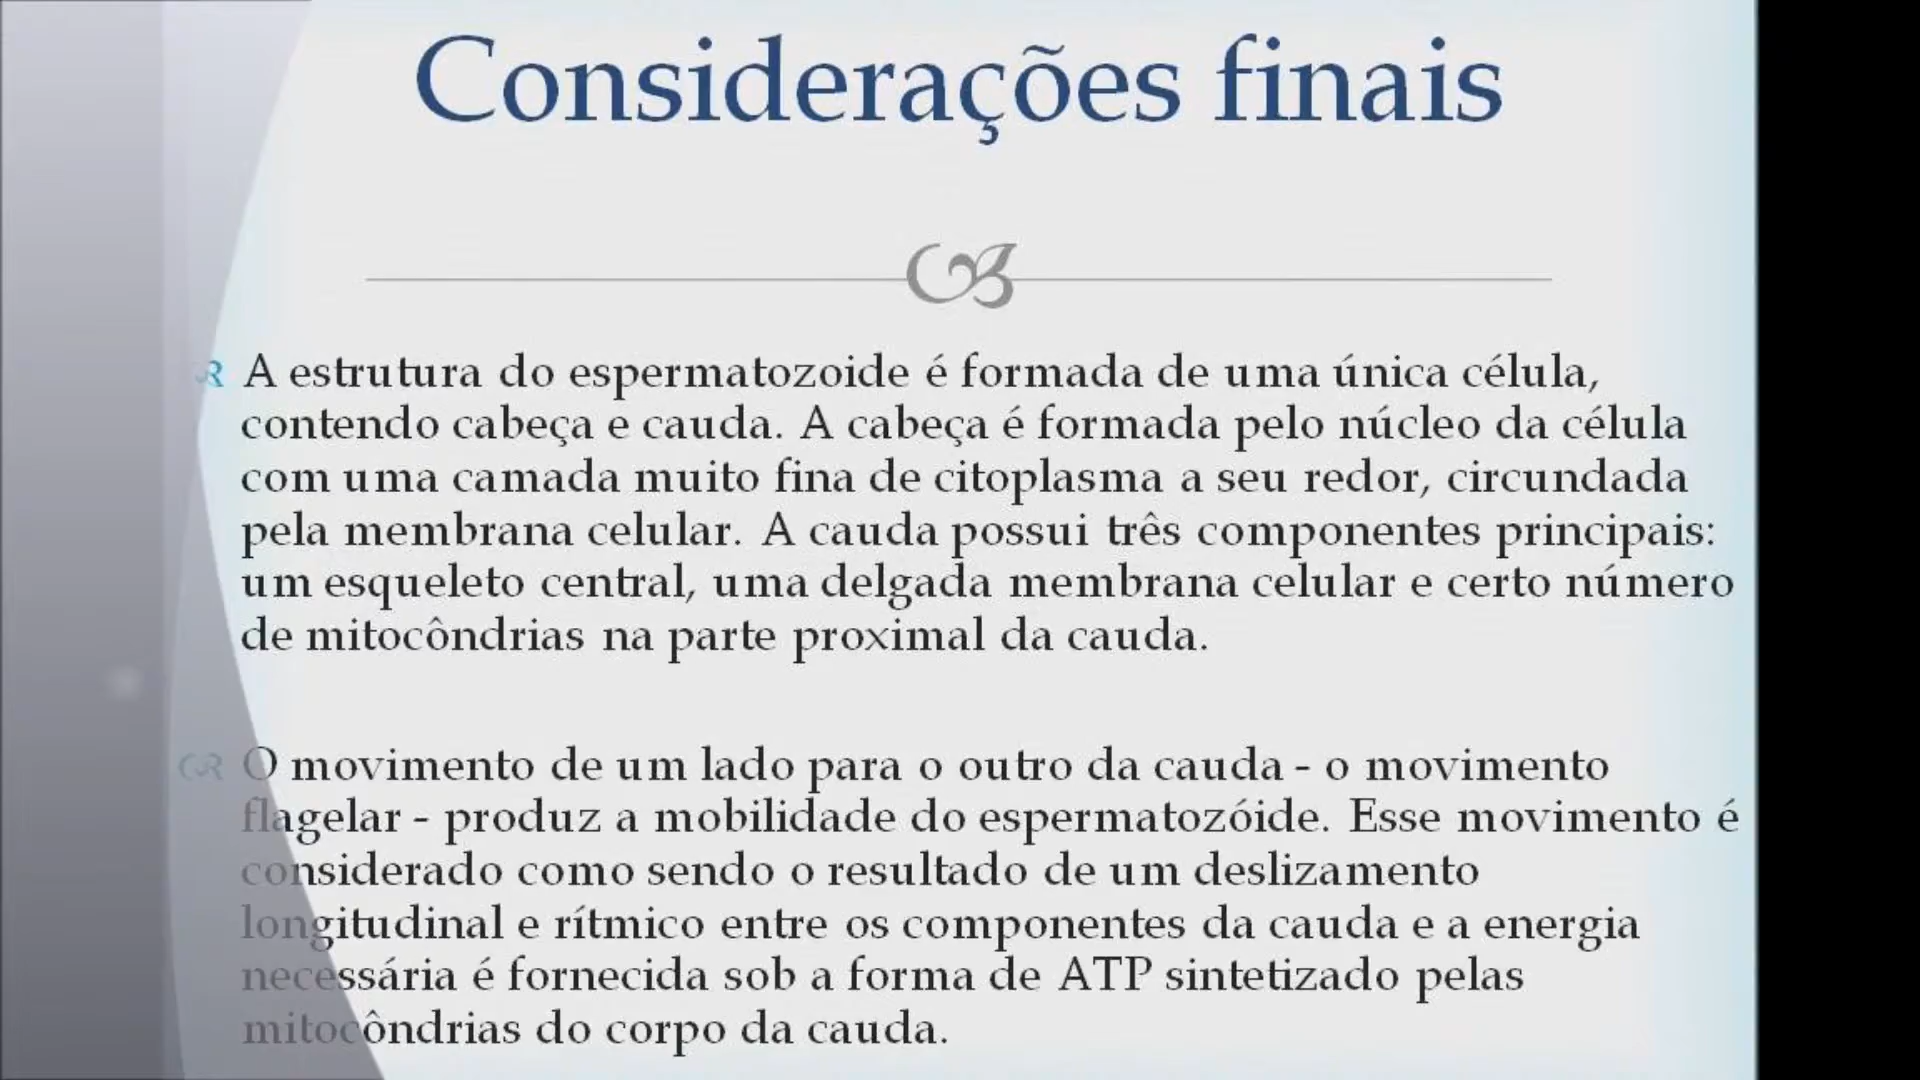 Considerações finais
A estrutura do espermatozoide é formada de uma única célula,
contendo cabeça e cauda. A cabeça é formada pelo núcleo da célula
com uma camada muito fina de citoplasma a seu redor, circundada
pela membrana celular. A cauda possui três componentes principais:
um esqueleto central, uma delgada membrana celular e certo número
de mitocôndrias na parte proximal da cauda.
O movimento de um lado para o outro da cauda - o movimento
flagelar - produz a mobilidade do espermatozóide. Esse movimento é
considerado como sendo o resultado de um deslizamento
longitudinal e rítmico entre os componentes da cauda e a energia
necessária é fornecida sob a forma de ATP sintetizado pelas
mitocôndrias do corpo da cauda.